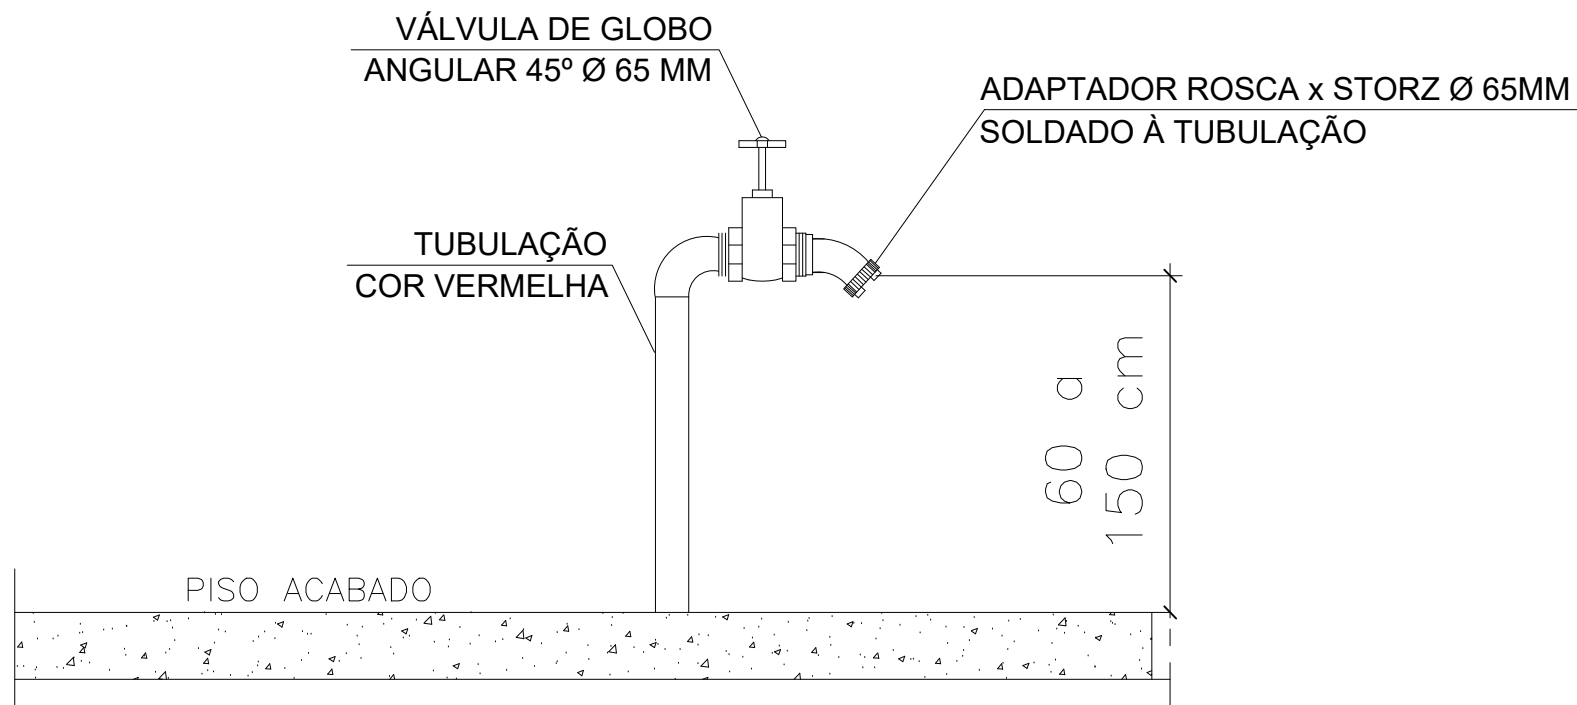 VÁLVULA DE GLOBO
ANGULAR 45º Ø 65 MM
ADAPTADOR ROSCA x STORZ Ø 65MM
SOLDADO À TUBULAÇÃO
TUBULAÇÃO
COR VERMELHA
60 a
150 cm
PISO ACABADO